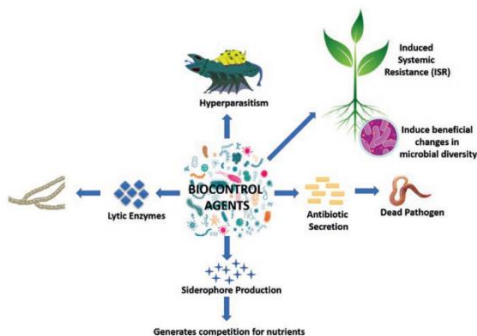 Induced
Systemic
Resistance (ISR)
Hyperparasitism
Induce beneficial
changes in
microbial diversity
BIOCONTROL
AGENTS
Lytic Enzymes
Antibiotic
Secretion
Dead Pathogen
Siderophore Production
Generates competition for nutrients